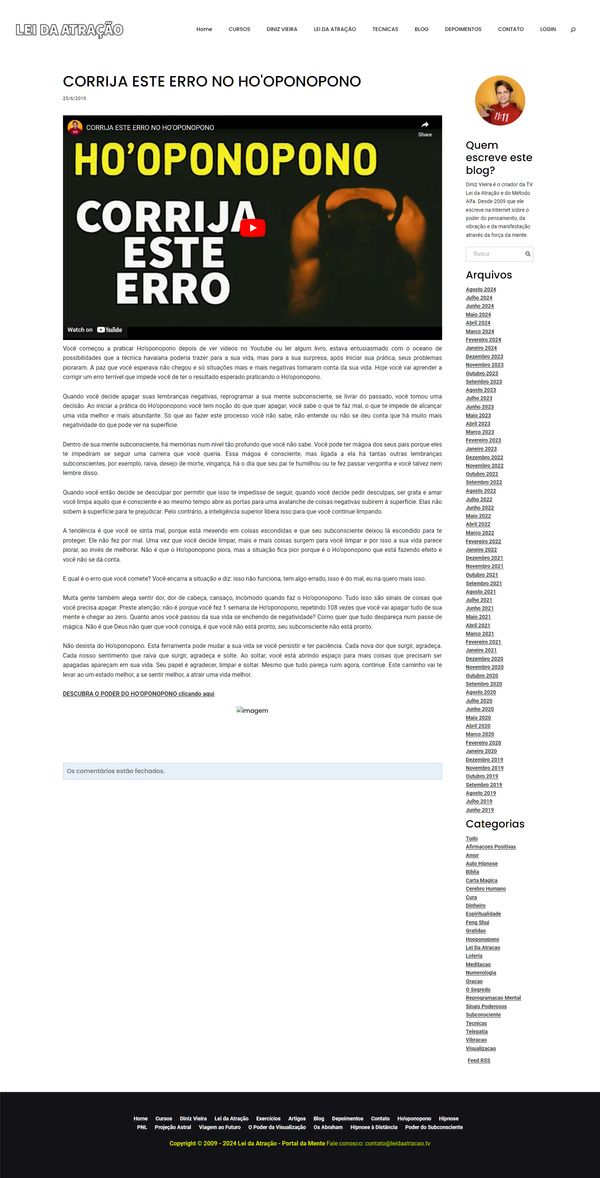 LEI DA ATRAÇÃO
Home CURSOS DINIZ VIEIRA LEI DA ATRAÇÃO TECNICAS BLOG DEPOIMENTOS CONTATO LOGIN
CORRIJA ESTE ERRO NO HO'OPONOPONO
25/6/2019
CORRIJA ESTE ERRO NO HO'OPONOPONO
Share
HO'OPONOPONO
CORRIJA
ESTE
ERRO
Watch on YouTube
Você começou a praticar Ho'oponopono depois de ver vídeos no Youtube ou ler algum livro, estava entusiasmado com o oceano de
possibilidades que a técnica havaiana poderia trazer para a sua vida, mas para a sua surpresa, após iniciar sua prática, seus problemas
pioraram. A paz que você esperava não chegou e só situações mais e mais negativas tomaram conta da sua vida. Hoje você vai aprender a
corrigir um erro terrível que impede você de ter o resultado esperado praticando o Ho'oponopono.
Quando você decide apagar suas lembranças negativas, reprogramar a sua mente subconsciente, se livrar do passado, você tomou uma
decisão. Ao iniciar a prática do Ho'oponopono você tem noção do que quer apagar, você sabe o que te faz mal, o que te impede de alcançar
uma vida melhor e mais abundante. Só que ao fazer este processo você não sabe, não entende ou não se deu conta que há muito mais
negatividade do que pode ver na superfície.
Dentro de sua mente subconsciente, há memórias num nível tão profundo que você não sabe. Você pode ter mágoa dos seus pais porque eles
te impediram se seguir uma carreira que você queria. Essa mágoa é consciente, mas ligada a ela há tantas outras lembranças
subconscientes, por exemplo, raiva, desejo de morte, vingança, há o dia que seu pai te humilhou ou te fez passar vergonha e você talvez nem
lembre disso.
Quando você então decide se desculpar por permitir que isso te impedisse de seguir, quando você decide pedir desculpas, ser grata e amar
você limpa aquilo que é consciente e ao mesmo tempo abre as portas para uma avalanche de coisas negativas subirem à superfície. Elas não
sobem à superfície para te prejudicar. Pelo contrário, a inteligência superior libera isso para que você continue limpando.
A tendência é que você se sinta mal, porque está mexendo em coisas escondidas e que seu subconsciente deixou lá escondido para te
proteger. Ele não fez por mal. Uma vez que você decide limpar, mais e mais coisas surgem para você limpar e por isso a sua vida parece
piorar, ao invés de melhorar. Não é que o Ho'oponopono piora, mas a situação fica pior porque é o Ho'oponopono que está fazendo efeito e
você não se dá conta.
E qual é o erro que você comete? Você encara a situação e diz: isso não funciona, tem algo errado, isso é do mal, eu na quero mais isso.
Muita gente também alega sentir dor, dor de cabeça, cansaço, incômodo quando faz o Ho'oponopono. Tudo isso são sinais de coisas que
você precisa apagar. Preste atenção: não é porque você fez 1 semana de Ho'oponopono, repetindo 108 vezes que você vai apagar tudo de sua
mente e chegar ao zero. Quanto anos você passou da sua vida se enchendo de negatividade? Como quer que tudo desapareça num passe de
mágica. Não é que Deus não quer que você consiga, é que você não está pronto, seu subconsciente não está pronto.
Não desista do Ho'oponopono. Esta ferramenta pode mudar a sua vida se você persistir e ter paciência. Cada nova dor que surgir, agradeça.
Cada nosso sentimento que raiva que surgir, agradeça e solte. Ao soltar, você está abrindo espaço para mais coisas que precisam ser
apagadas apareçam em sua vida. Seu papel é agradecer, limpar e soltar. Mesmo que tudo pareça ruim agora, continue. Este caminho vai te
levar ao um estado melhor, a se sentir melhor, a atrair uma vida melhor.
DESCUBRA O PODER DO HO'OPONOPONO clicando aqui
Imagem
Os comentários estão fechados.
11:11
Quem
escreve este
blog?
Diniz Vieira é o criador da TV
Lei da Atração e do Método
Alfa. Desde 2009 que ele
escreve na Internet sobre o
poder do pensamento, da
vibração e da manifestação
através da força da mente.
Busca
Arquivos
Agosto 2024
Julho 2024
Junho 2024
Maio 2024
Abril 2024
Março 2024
Fevereiro 2024
Janeiro 2024
Dezembro 2023
Novembro 2023
Outubro 2023
Setembro 2023
Agosto 2023
Julho 2023
Junho 2023
Maio 2023
Abril 2023
Março 2023
Fevereiro 2023
Janeiro 2023
Dezembro 2022
Novembro 2022
Outubro 2022
Setembro 2022
Agosto 2022
Julho 2022
Junho 2022
Maio 2022
Abril 2022
Março 2022
Fevereiro 2022
Janeiro 2022
Dezembro 2021
Novembro 2021
Outubro 2021
Setembro 2021
Agosto 2021
Julho 2021
Junho 2021
Maio 2021
Abril 2021
Março 2021
Fevereiro 2021
Janeiro 2021
Dezembro 2020
Novembro 2020
Outubro 2020
Setembro 2020
Agosto 2020
Julho 2020
Junho 2020
Maio 2020
Abril 2020
Março 2020
Fevereiro 2020
Janeiro 2020
Dezembro 2019
Novembro 2019
Outubro 2019
Setembro 2019
Agosto 2019
Julho 2019
Junho 2019
Categorias
Tudo
Afirmacoes Positivas
Amor
Auto Hipnose
Biblia
Carta Magica
Cerebro Humano
Cura
Dinheiro
Espiritualidade
Feng Shui
Gratidao
Hooponopono
Lei Da Atracao
Loteria
Meditacao
Numerologia
Oracao
O Segredo
Reprogramacao Mental
Sinais Poderosos
Subconsciente
Tecnicas
Telepatia
Vibracao
Visualizacao
Feed RSS
Home Cursos Diniz Vieira Lei da Atração Exercícios Artigos Blog Depoimentos Contato Ho'oponopono Hipnose
PNL Projeção Astral Viagem ao Futuro O Poder da Visualização Os Abraham Hipnose à Distância Poder do Subconsciente
Copyright © 2009 - 2024 Lei da Atração - Portal da Mente Fale conosco: contato@leidaatracao.tv